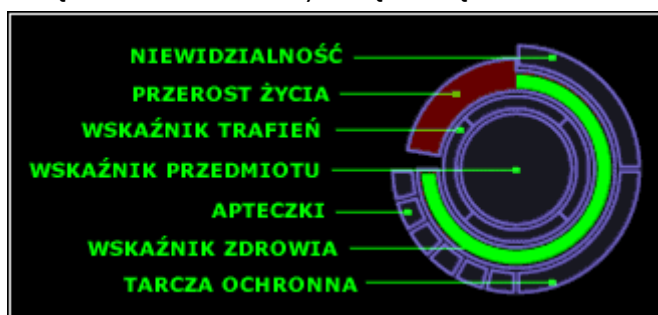 NIEWIDZIALNOŚĆ
PRZEROST ŻYCIA
WSKAŹNIK TRAFIEŃ
WSKAŹNIK PRZEDMIOTU
APTECZKI
WSKAŹNIK ZDROWIA
TARCZA OCHRONNA